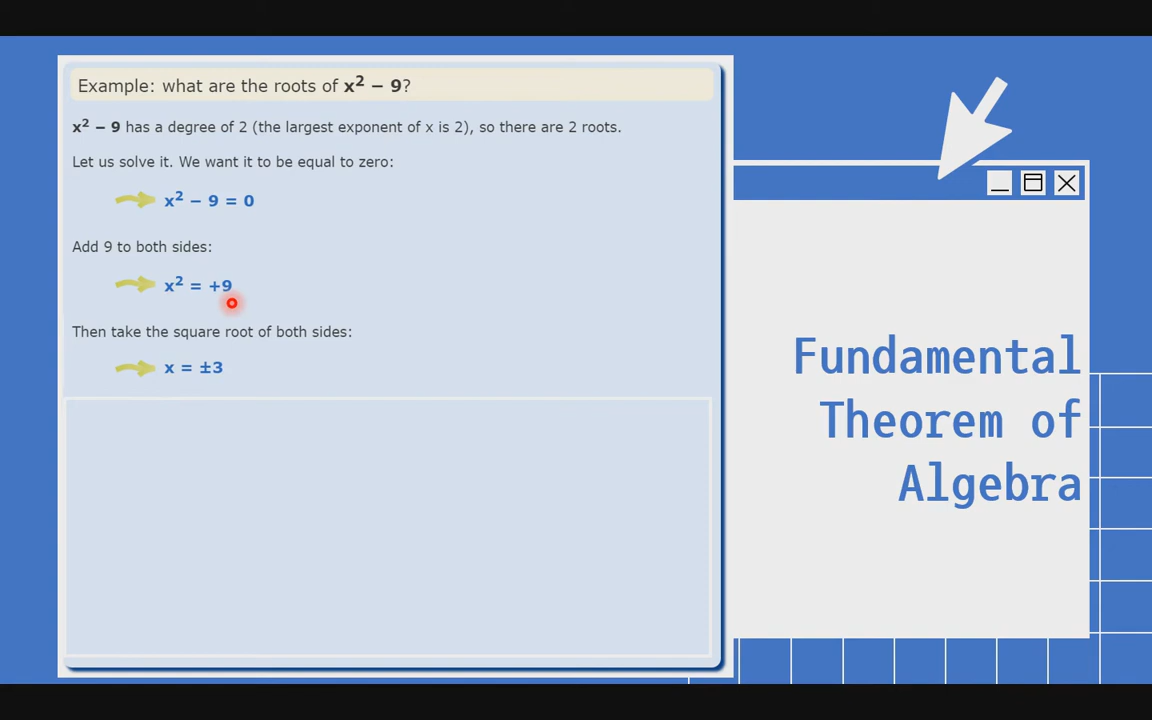 Example: what are the roots of x² − 9?
x² − 9 has a degree of 2 (the largest exponent of x is 2), so there are 2 roots.
Let us solve it. We want it to be equal to zero:
x² − 9 = 0
Add 9 to both sides:
x² = +9
Then take the square root of both sides:
x = ±3
Fundamental
Theorem of
Algebra